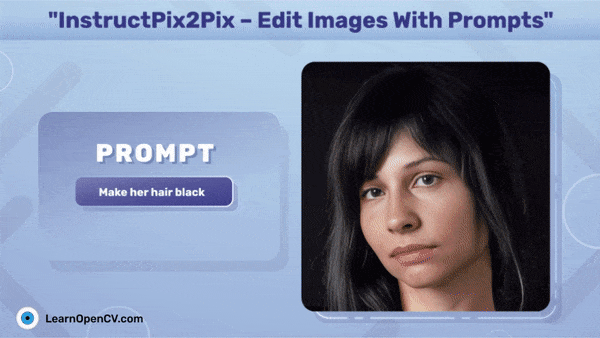 "InstructPix2Pix – Edit Images With Prompts"
PROMPT
Make her hair black
LearnOpenCV.com